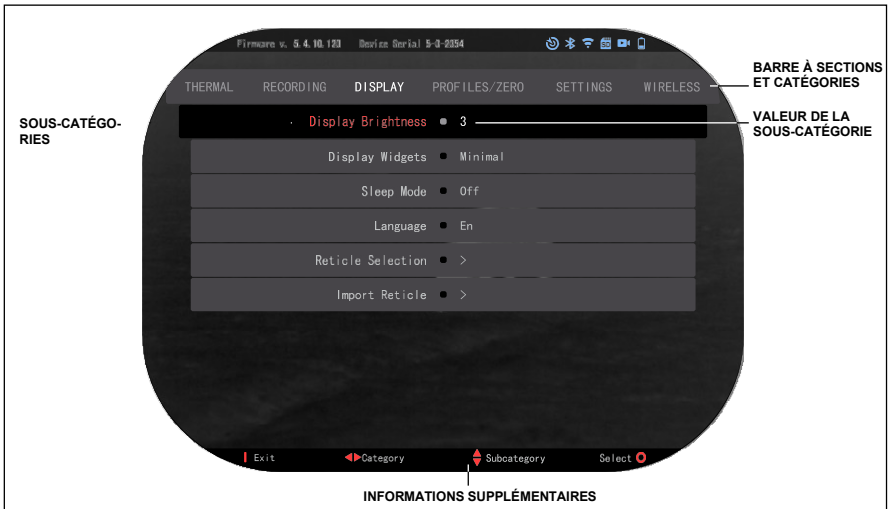 Firmware v. 5.4.10.123 Device Serial 5-0-2354
THERMAL RECORDING DISPLAY PROFILES/ZERO SETTINGS WIRELESS
BARRE À SECTIONS
ET CATÉGORIES
SOUS-CATÉGO-
RIES
Display Brightness 3
VALEUR DE LA
SOUS-CATÉGORIE
Display Widgets Minimal
Sleep Mode Off
Language En
Reticle Selection >
Import Reticle >
Exit Category Subcategory Select
INFORMATIONS SUPPLÉMENTAIRES